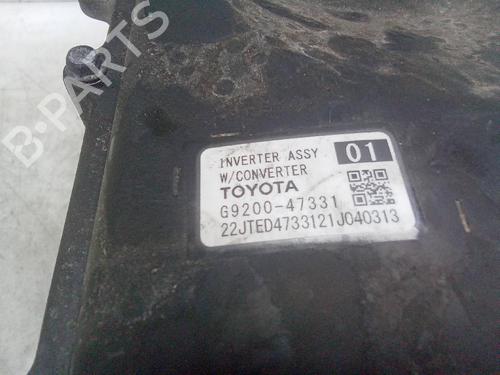 B-PARTS
INVERTER ASSY 01
W/CONVERTER
TOYOTA
G9200-47331
22JTED4733121J040313